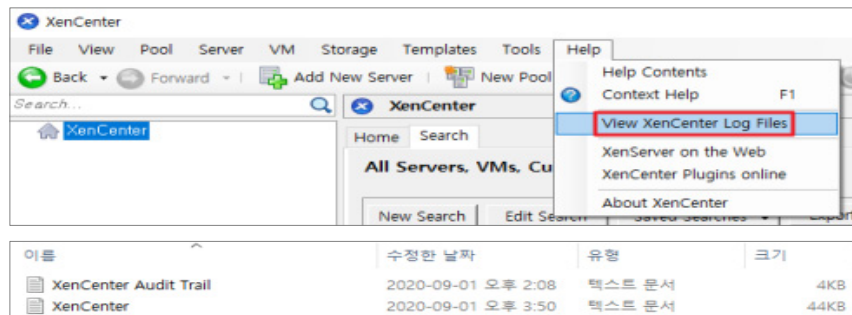 XenCenter
File View Pool Server VM Storage Templates Tools Help
Back Forward Add New Server New Pool
Help Contents
Context Help F1
View XenCenter Log Files
XenServer on the Web
XenCenter Plugins online
About XenCenter
Search...
XenCenter
XenCenter
Home Search
All Servers, VMs, Cu
New Search Edit Search Saved Searches Export
이름 수정한 날짜 유형 크기
XenCenter Audit Trail 2020-09-01 오후 2:08 텍스트 문서 4KB
XenCenter 2020-09-01 오후 3:50 텍스트 문서 44KB